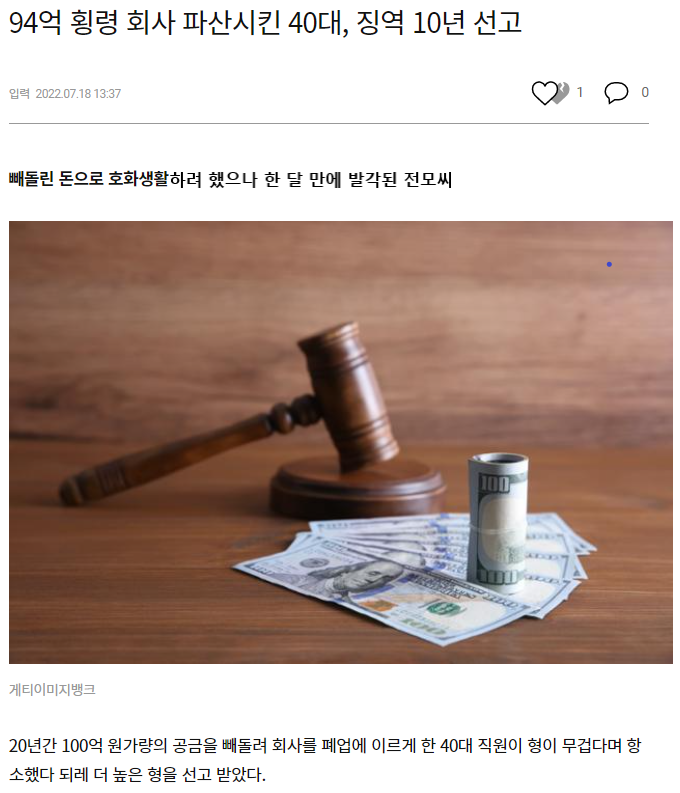 94억 횡령 회사 파산시킨 40대, 징역 10년 선고
입력 2022.07.18 13:37
1
0
빼돌린 돈으로 호화생활하려 했으나 한 달 만에 발각된 전모씨
100
100
게티이미지뱅크
20년간 100억 원가량의 공금을 빼돌려 회사를 폐업에 이르게 한 40대 직원이 형이 무겁다며 항
소했다 되레 더 높은 형을 선고 받았다.